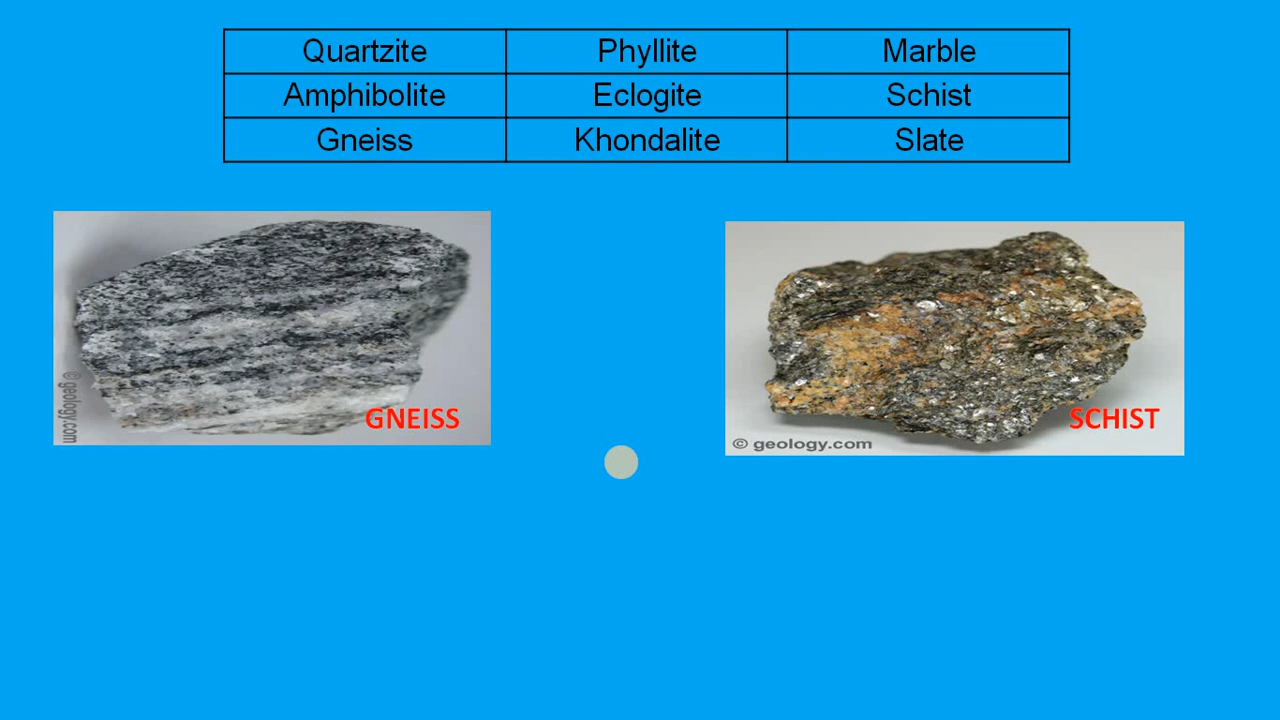 Quartzite Phyllite Marble
Amphibolite Eclogite Schist
Gneiss Khondalite Slate
© geology.com
GNEISS
SCHIST
© geology.com